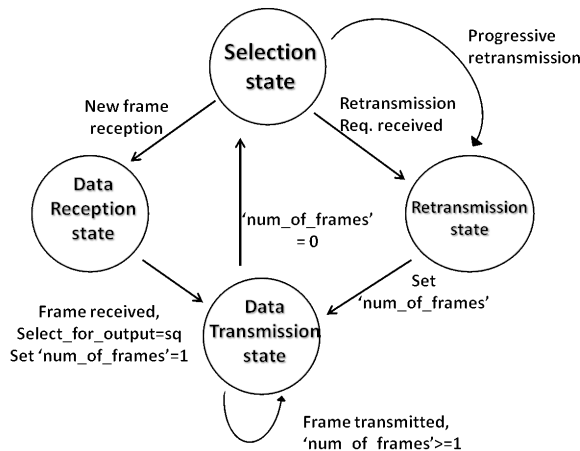 Selection
state
Progressive
retransmission
New frame
reception
Retransmission
Req. received
Data
Reception
state
Retransmission
state
‘num_of_frames’
= 0
Set
‘num_of_frames’
Frame received,
Select_for_output=sq
Set ‘num_of_frames’=1
Data
Transmission
state
Frame transmitted,
‘num of frames’>=1